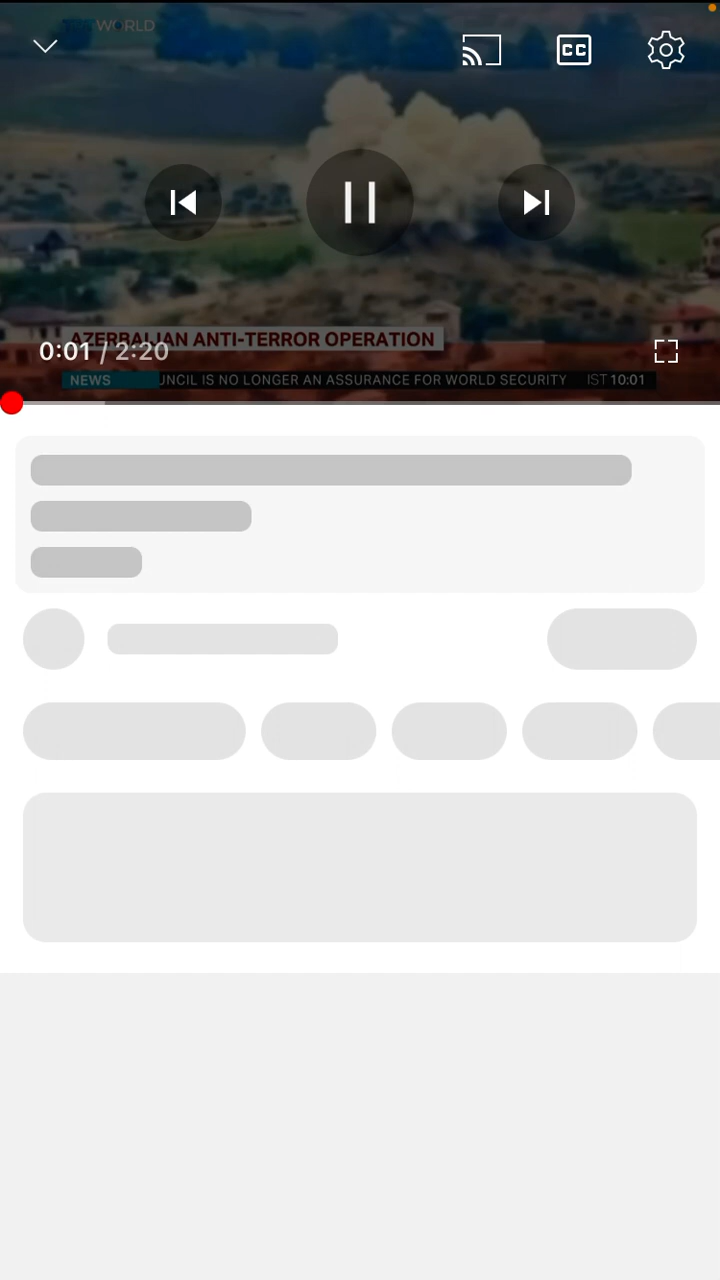 WORLD
CC
AZERBAIJAN ANTI-TERROR OPERATION
0:01 / 2:20
NEWS UNCIL IS NO LONGER AN ASSURANCE FOR WORLD SECURITY IST 10:01